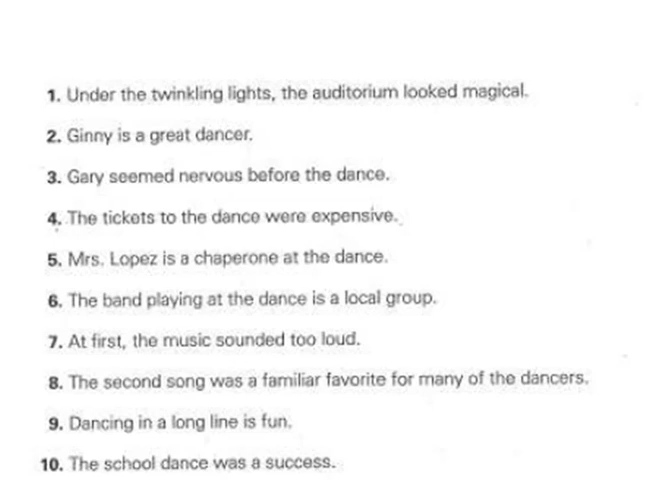 1. Under the twinkling lights, the auditorium looked magical.
2. Ginny is a great dancer.
3. Gary seemed nervous before the dance.
4. The tickets to the dance were expensive.
5. Mrs. Lopez is a chaperone at the dance.
6. The band playing at the dance is a local group.
7. At first, the music sounded too loud.
8. The second song was a familiar favorite for many of the dancers.
9. Dancing in a long line is fun.
10. The school dance was a success.